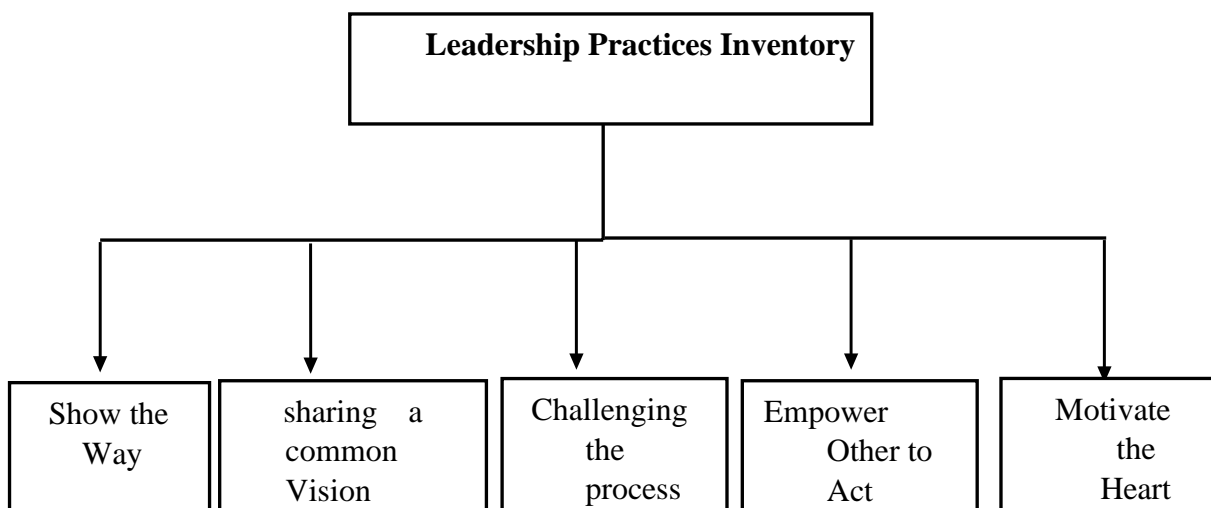 Leadership Practices Inventory
Show the
Way
sharing a
common
Vision
Challenging
the
process
Empower
Other to
Act
Motivate
the
Heart